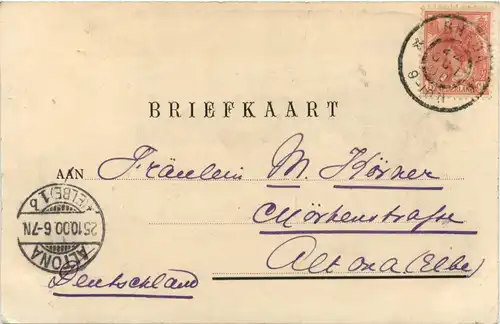 BRIEFKAART
AAN Fräulein M. Körner
Mörkenstrasse
Altona (Elbe)
Deutschland
ALTONA
25.10.00.6-7N
(ELBE) 1 b